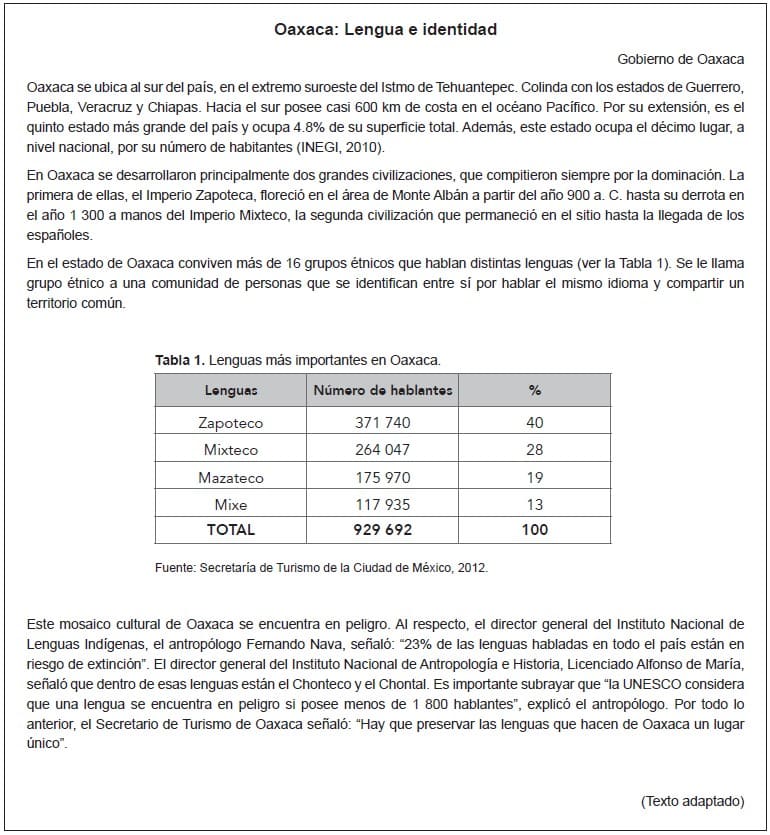 Oaxaca: Lengua e identidad
Gobierno de Oaxaca
Oaxaca se ubica al sur del país, en el extremo suroeste del Istmo de Tehuantepec. Colinda con los estados de Guerrero,
Puebla, Veracruz y Chiapas. Hacia el sur posee casi 600 km de costa en el océano Pacífico. Por su extensión, es el
quinto estado más grande del país y ocupa 4.8% de su superficie total. Además, este estado ocupa el décimo lugar, a
nivel nacional, por su número de habitantes (INEGI, 2010).
En Oaxaca se desarrollaron principalmente dos grandes civilizaciones, que compitieron siempre por la dominación. La
primera de ellas, el Imperio Zapoteca, floreció en el área de Monte Albán a partir del año 900 a. C. hasta su derrota en
el año 1 300 a manos del Imperio Mixteco, la segunda civilización que permaneció en el sitio hasta la llegada de los
españoles.
En el estado de Oaxaca conviven más de 16 grupos étnicos que hablan distintas lenguas (ver la Tabla 1). Se le llama
grupo étnico a una comunidad de personas que se identifican entre sí por hablar el mismo idioma y compartir un
territorio común.
Tabla 1. Lenguas más importantes en Oaxaca.
Lenguas Número de hablantes %
Zapoteco 371 740 40
Mixteco 264 047 28
Mazateco 175 970 19
Mixe 117 935 13
TOTAL 929 692 100
Fuente: Secretaría de Turismo de la Ciudad de México, 2012.
Este mosaico cultural de Oaxaca se encuentra en peligro. Al respecto, el director general del Instituto Nacional de
Lenguas Indígenas, el antropólogo Fernando Nava, señaló: “23% de las lenguas habladas en todo el país están en
riesgo de extinción”. El director general del Instituto Nacional de Antropología e Historia, Licenciado Alfonso de María,
señaló que dentro de esas lenguas están el Chonteco y el Chontal. Es importante subrayar que “la UNESCO considera
que una lengua se encuentra en peligro si posee menos de 1 800 hablantes”, explicó el antropólogo. Por todo lo
anterior, el Secretario de Turismo de Oaxaca señaló: “Hay que preservar las lenguas que hacen de Oaxaca un lugar
único”.
(Texto adaptado)